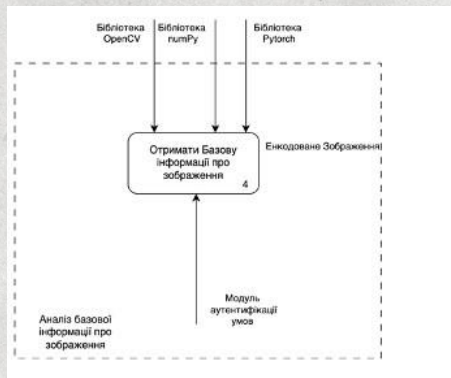 Бібліотека
OpenCV
Бібліотека
numPy
Бібліотека
Pytorch
Отримати Базову
інформації про
зображення
4
Енкодоване Зображення
Модуль
аутентифікації
умов
Аналіз базової
інформації про
зображення